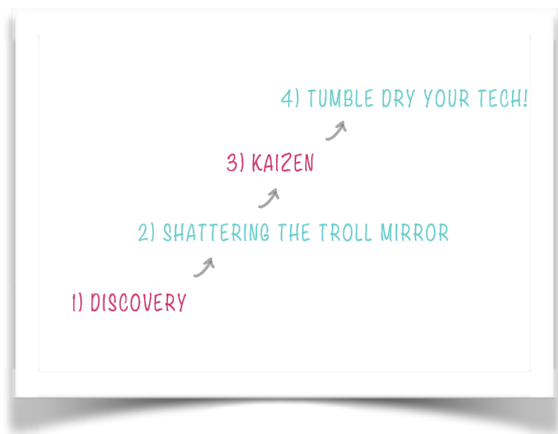 4) TUMBLE DRY YOUR TECH!
3) KAIZEN
2) SHATTERING THE TROLL MIRROR
1) DISCOVERY